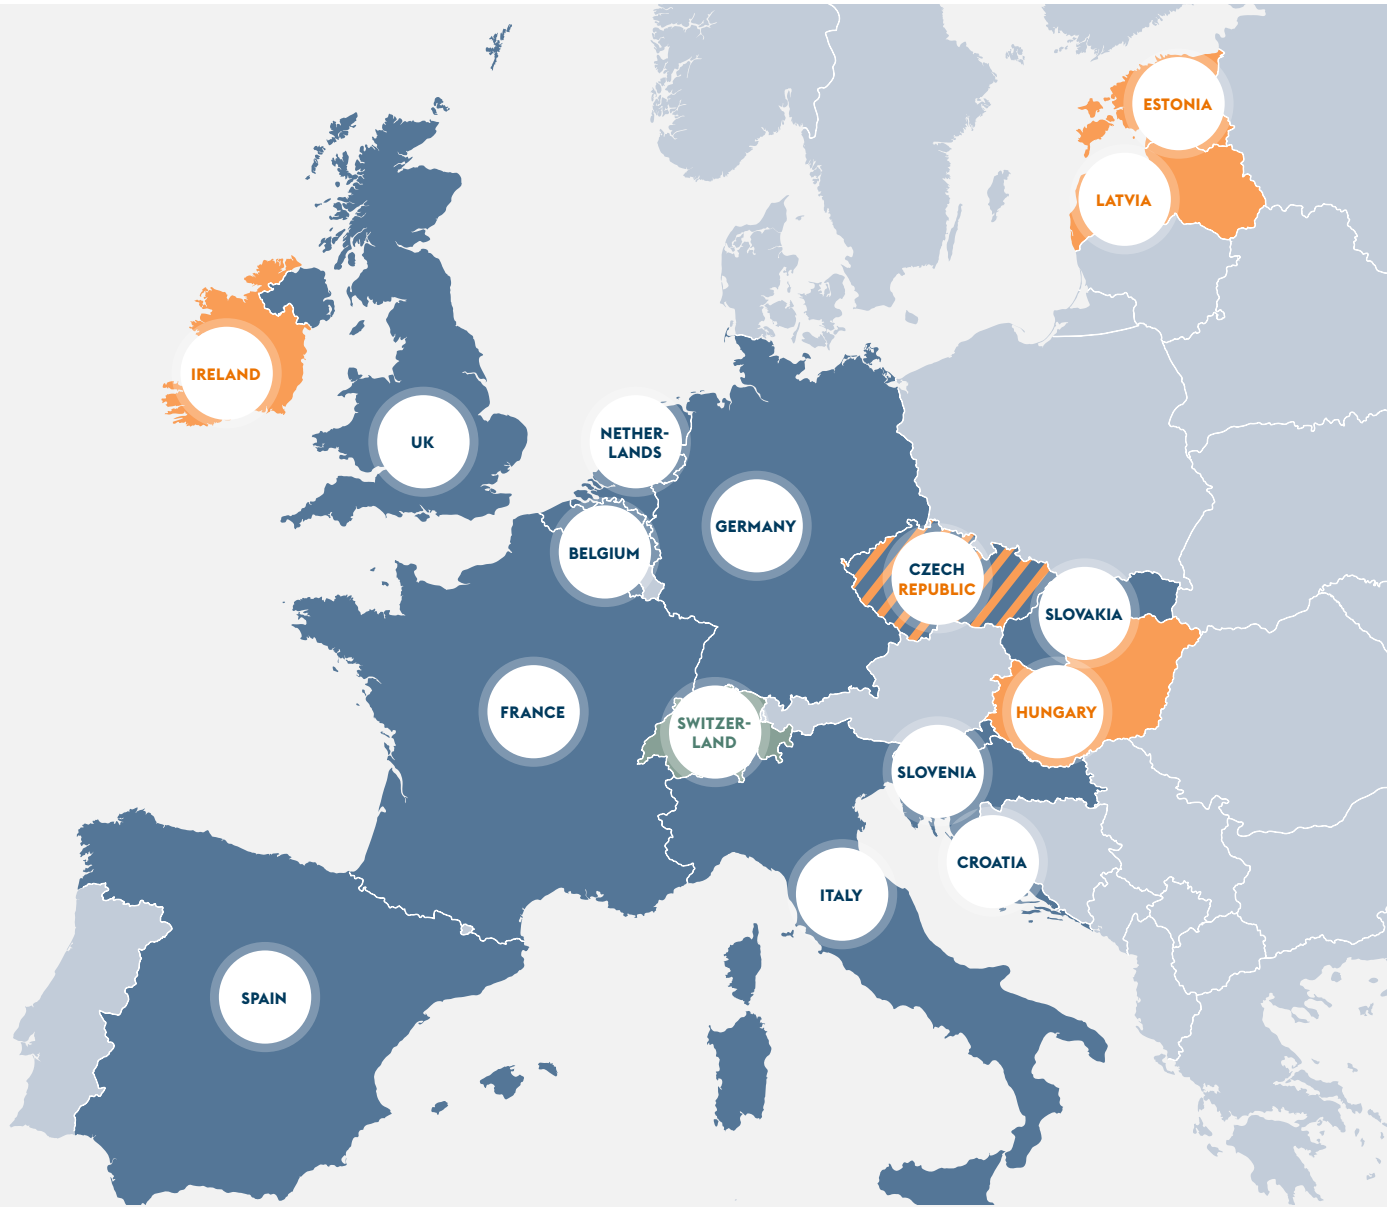 ESTONIA
LATVIA
IRELAND
UK
NETHER-
LANDS
GERMANY
BELGIUM
CZECH
REPUBLIC
SLOVAKIA
FRANCE
SWITZER-
LAND
HUNGARY
SLOVENIA
CROATIA
ITALY
SPAIN